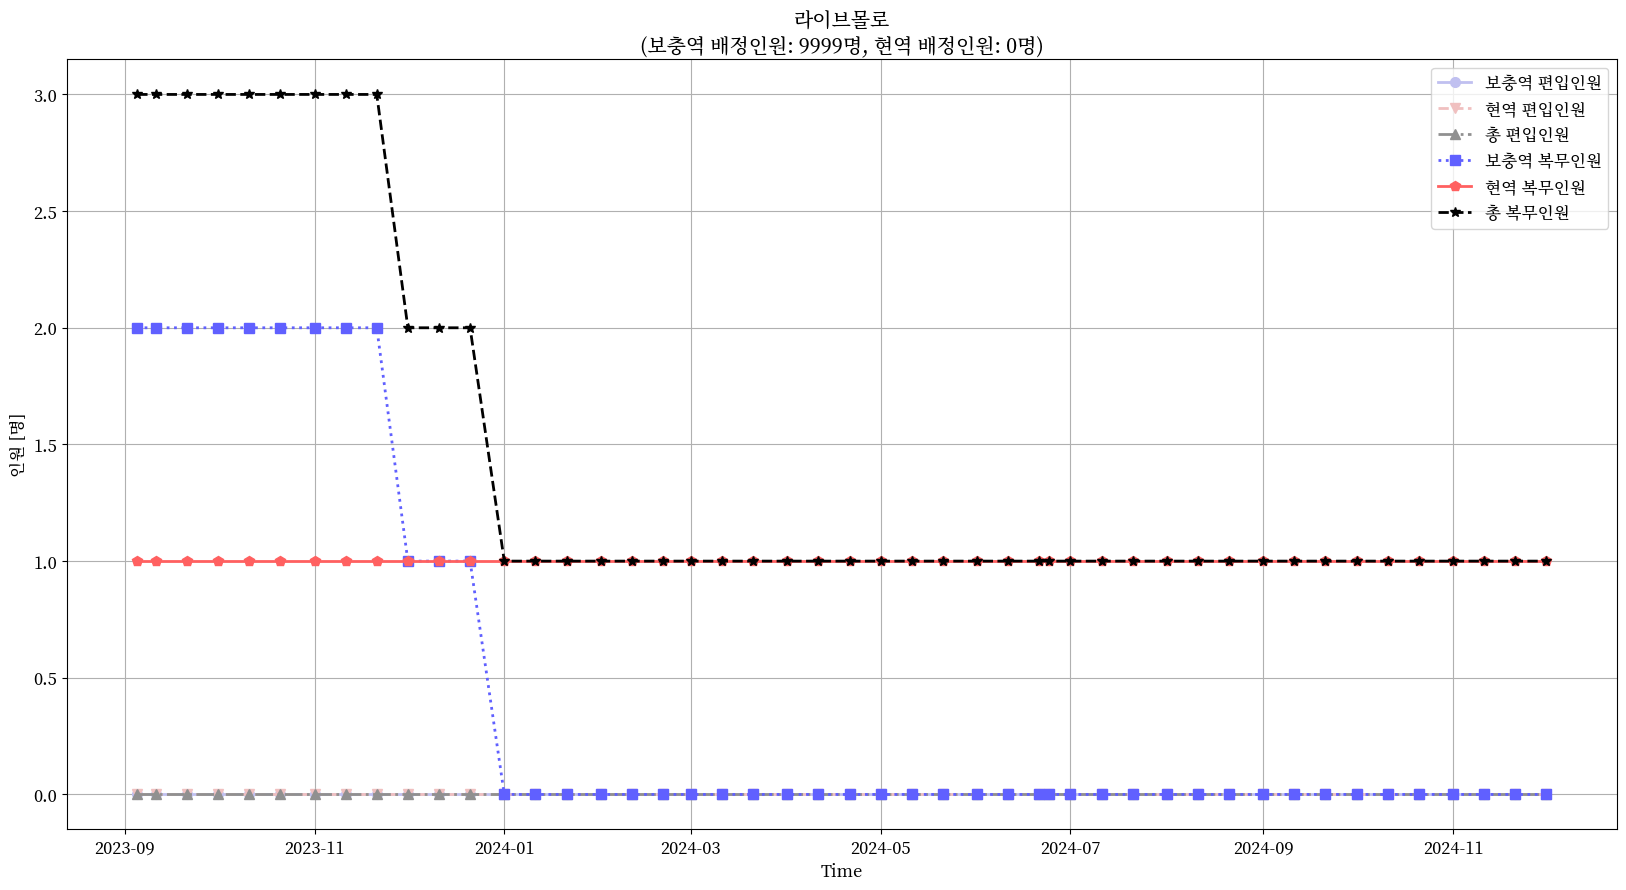 라이브몰로
(보충역 배정인원: 9999명, 현역 배정인원: 0명)
보충역 편입인원
현역 편입인원
총 편입인원
보충역 복무인원
현역 복무인원
총 복무인원
인원 [명]
3.0
2.5
2.0
1.5
1.0
0.5
0.0
2023-09
2023-11
2024-01
2024-03
2024-05
2024-07
2024-09
2024-11
Time